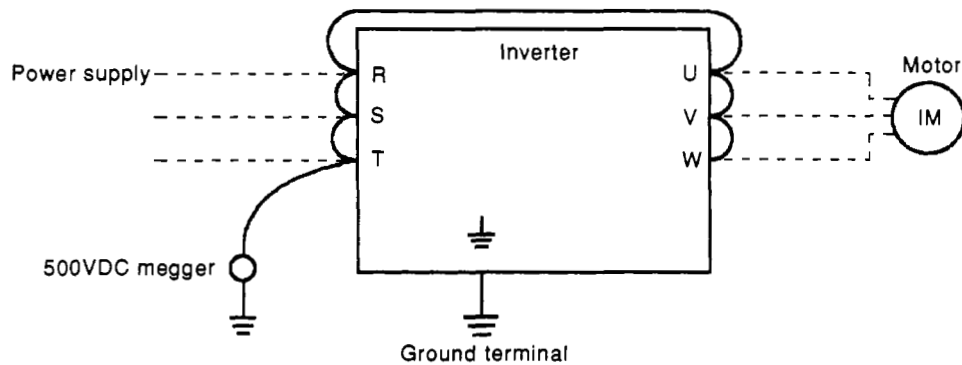 Inverter
Power supply
R
U
Motor
S
V
IM
T
W
500VDC megger
Ground terminal